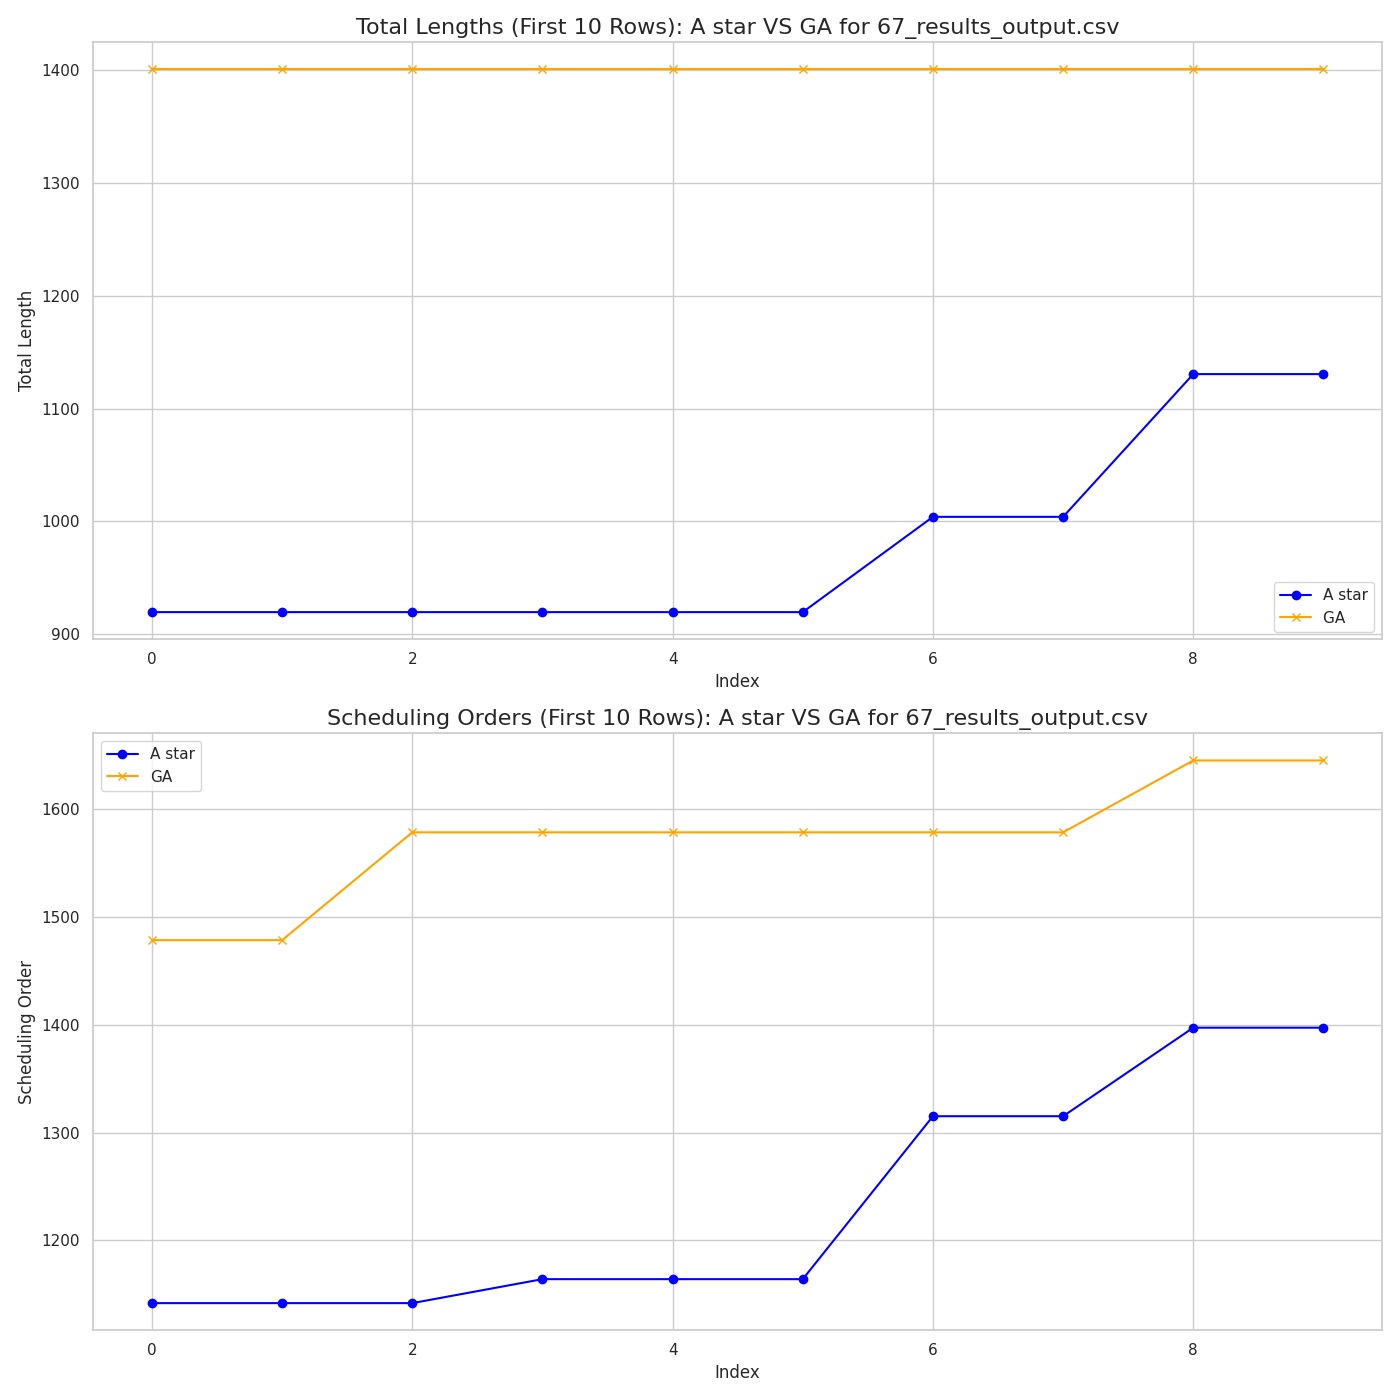 Total Lengths (First 10 Rows): A star VS GA for 67_results_output.csv
1400
1300
1200
1100
1000
900
Total Length
A star
GA
0
2
4
6
8
Index
Scheduling Orders (First 10 Rows): A star VS GA for 67_results_output.csv
A star
GA
1600
1500
1400
1300
1200
Scheduling Order
0
2
4
6
8
Index